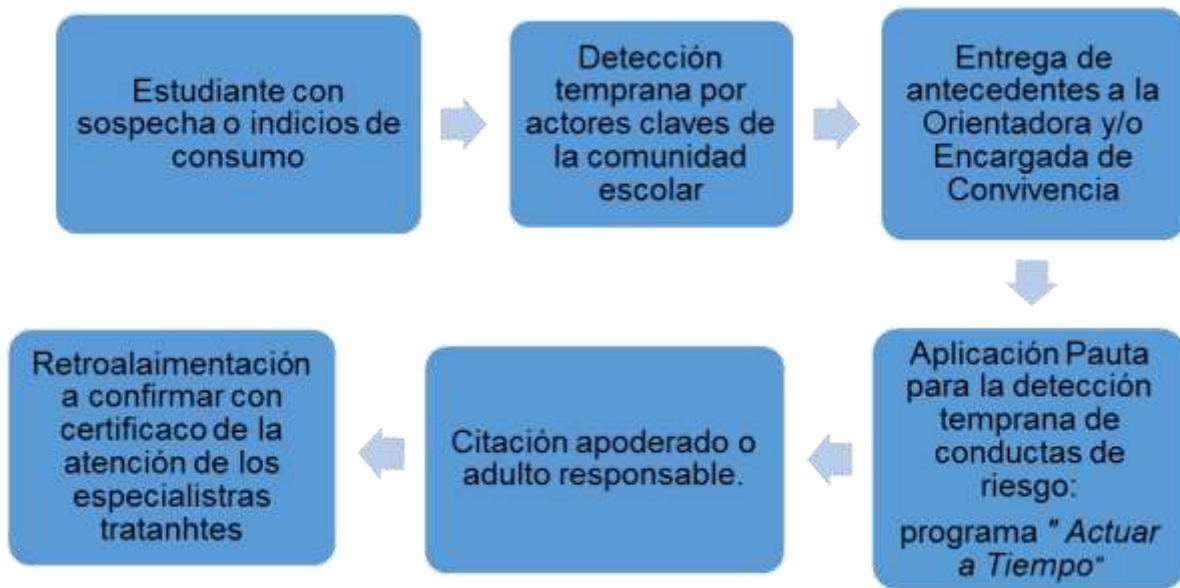 Estudiante con
sospecha o indicios de
consumo
Detección
temprana por
actores claves de
la comunidad
escolar
Entrega de
antecedentes a la
Orientadora y/o
Encargada de
Convivencia
Aplicación Pauta
para la detección
temprana de
conductas de
riesgo:
programa " Actuar
a Tiempo"
Citación apoderado o
adulto responsable.
Retroalaimentación
a confirmar con
certificaco de la
atención de los
especialistras
tratanhtes